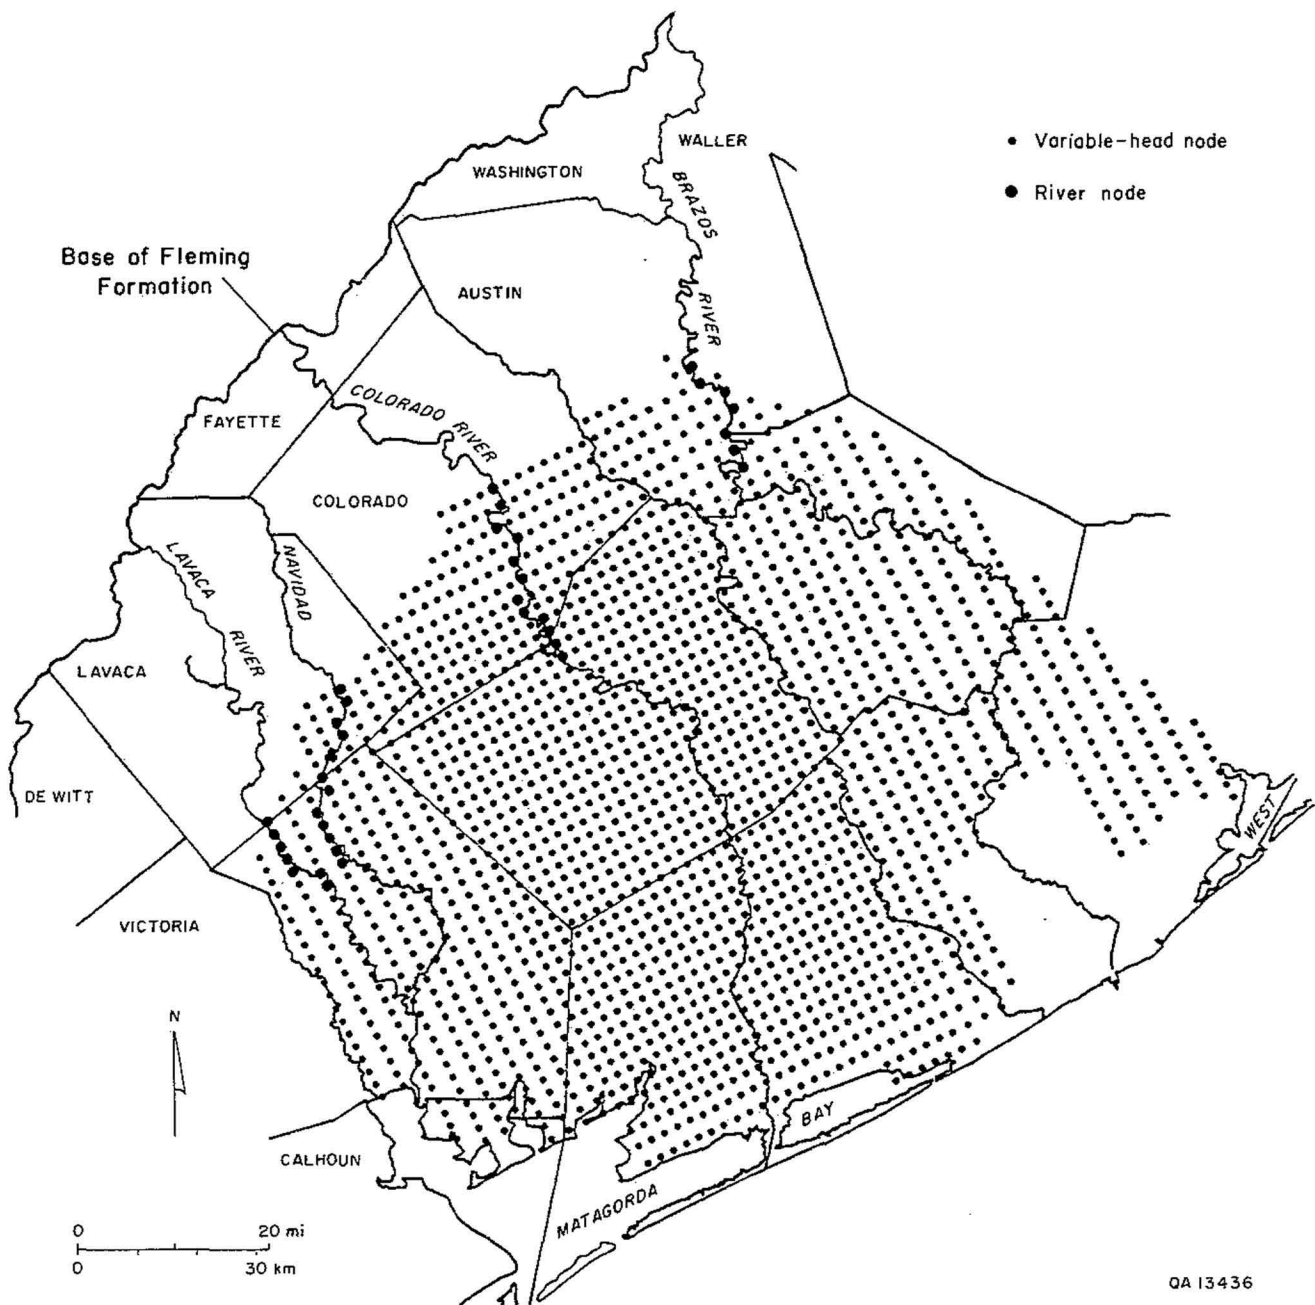 WALLER
Variable-head node
WASHINGTON
BRAZOS
River node
Base of Fleming
Formation
AUSTIN
RIVER
COLORADO RIVER
FAYETTE
COLORADO
LAVACA
NAVIDAD
RIVER
LAVACA
DE WITT
WEST
VICTORIA
N
BAY
CALHOUN
MATAGORDA
0 20 mi
0 30 km
QA 13436